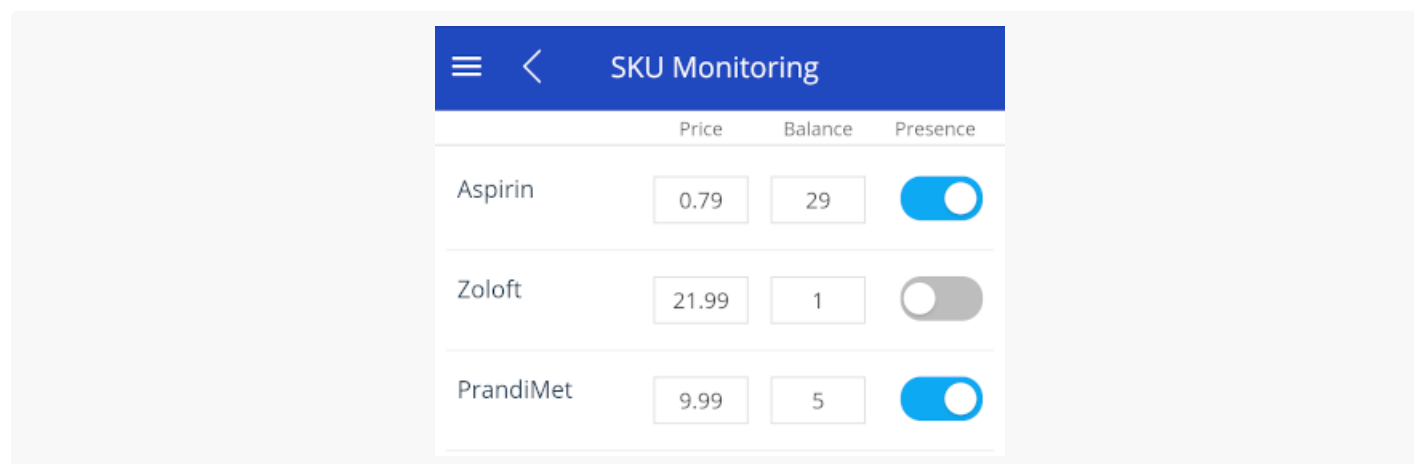 SKU Monitoring
Price Balance Presence
Aspirin 0.79 29
Zoloft 21.99 1
PrandiMet 9.99 5